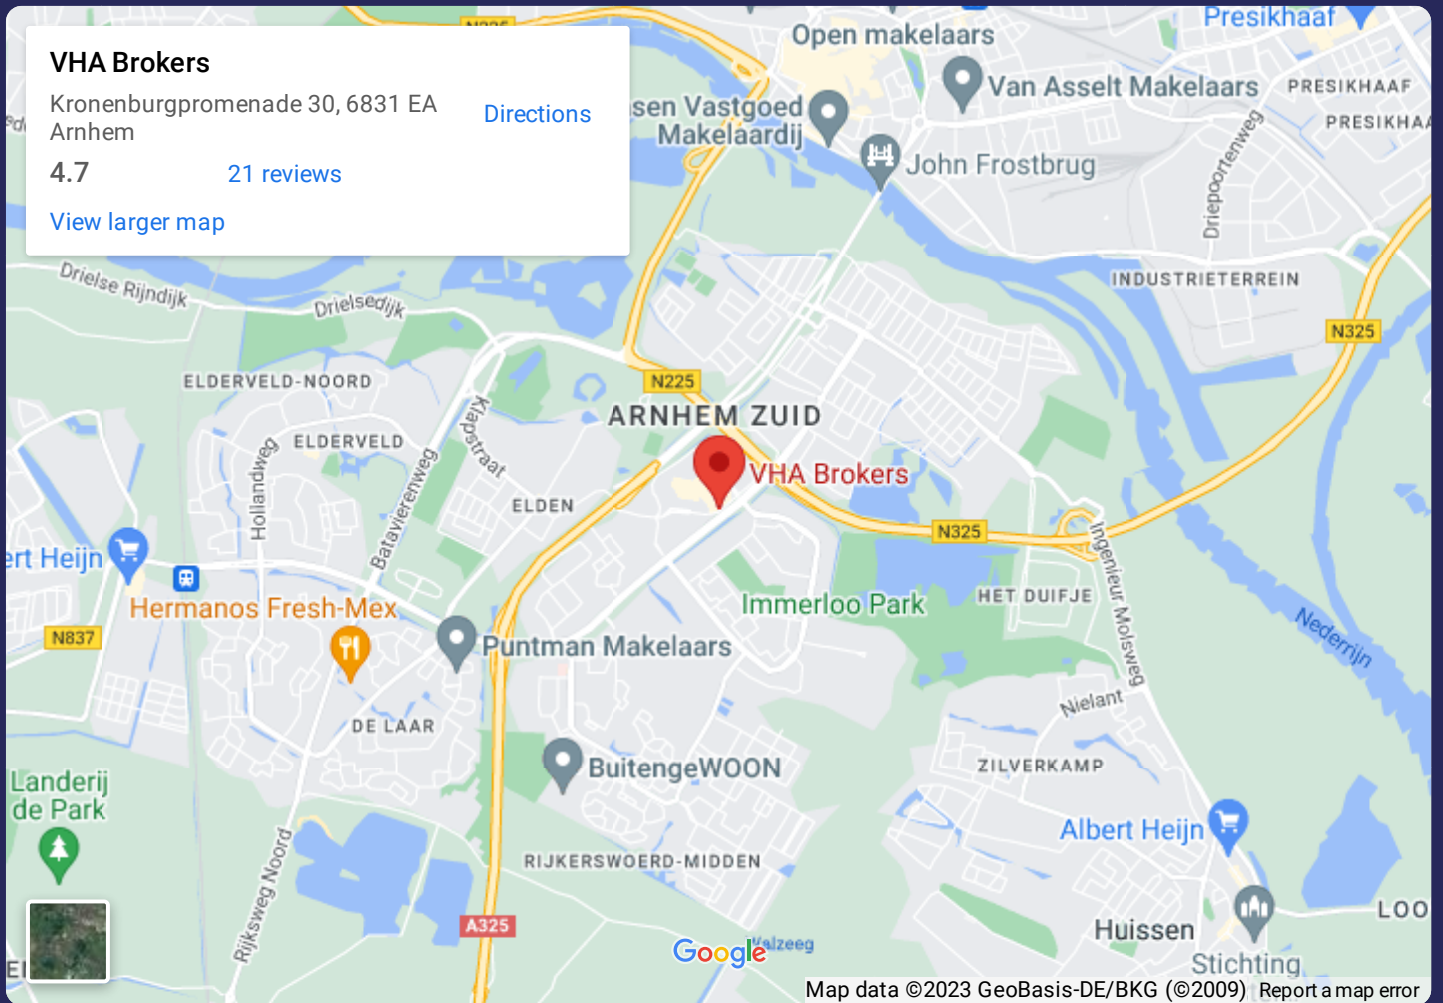 VHA Brokers
Kronenburgpromenade 30, 6831 EA
Arnhem
Directions
4.7
21 reviews
View larger map
Presikhaaf
Open makelaars
Van Asselt Makelaars
PRESIKHAAF
sen Vastgoed
Makelaardij
John Frostbrug
Driepoortenweg
INDUSTRIETERREIN
Drielse Rijndijk
Drielsedijk
N325
N225
ELDERVELD-NOORD
ARNHEM ZUID
ELDERVELD
Klapstraat
Hollandweg
Batavierenweg
VHA Brokers
ELDEN
N325
Ingenieur Molsweg
ert Heijn
Hermanos Fresh-Mex
Immerloo Park
HET DUIFJE
N837
Puntman Makelaars
Nederrijn
Nielant
DE LAAR
BuitengeWOON
ZILVERKAMP
Landerij
de Park
Albert Heijn
RIJKERSWOERD-MIDDEN
Rijksweg Noord
A325
LOO
Huissen
Google
Walzeeg
Stichting
Map data ©2023 GeoBasis-DE/BKG (©2009)
Report a map error